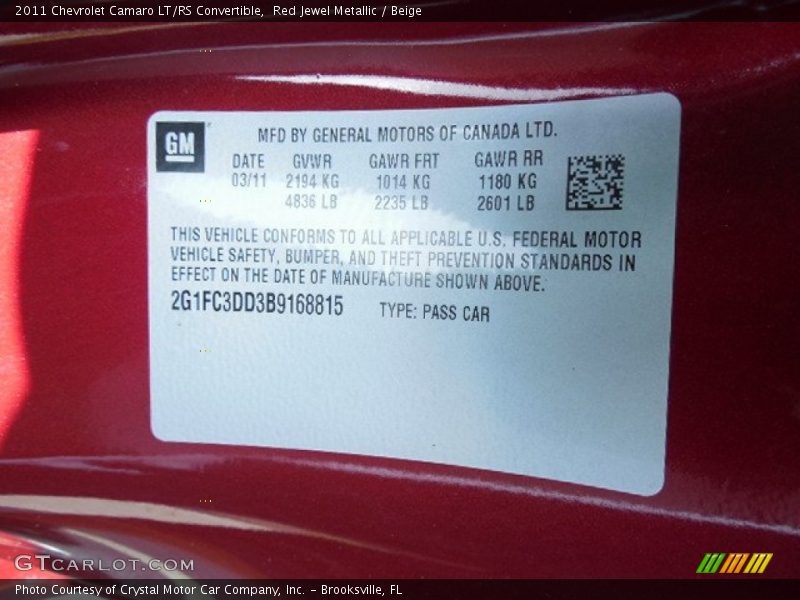 2011 Chevrolet Camaro LT/RS Convertible, Red Jewel Metallic / Beige
GM
MFD BY GENERAL MOTORS OF CANADA LTD.
DATE GVWR GAWR FRT GAWR RR
03/11 2194 KG 1014 KG 1180 KG
4836 LB 2235 LB 2601 LB
THIS VEHICLE CONFORMS TO ALL APPLICABLE U.S. FEDERAL MOTOR
VEHICLE SAFETY, BUMPER, AND THEFT PREVENTION STANDARDS IN
EFFECT ON THE DATE OF MANUFACTURE SHOWN ABOVE.
2G1FC3DD3B9168815 TYPE: PASS CAR
GTCARLOT.COM
Photo Courtesy of Crystal Motor Car Company, Inc. – Brooksville, FL